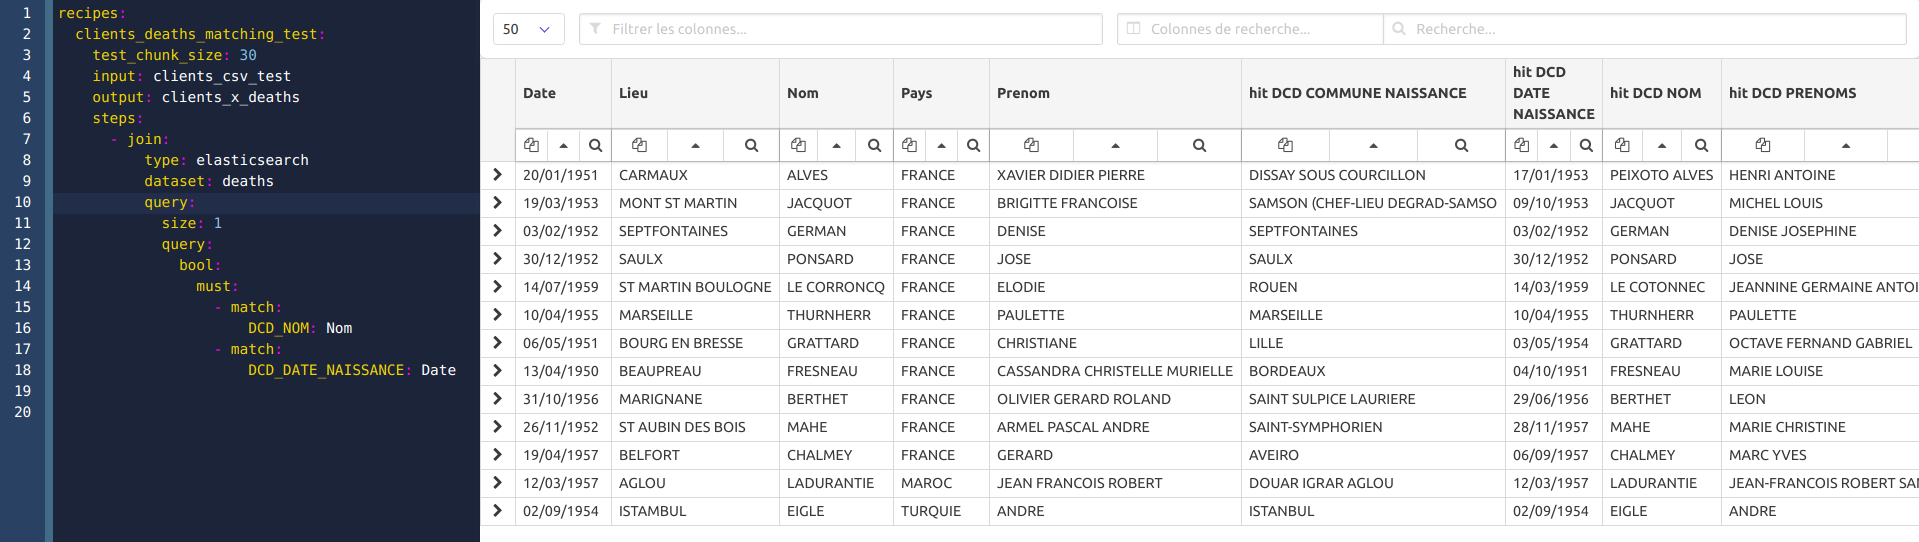 1 recipes:
2 clients_deaths_matching_test:
3 test_chunk_size: 30
4 input: clients_csv_test
5 output: clients_x_deaths
6 steps:
7 - join:
8 type: elasticsearch
9 dataset: deaths
10 query:
11 size: 1
12 query:
13 bool:
14 must:
15 - match:
16 DCD_NOM: Nom
17 - match:
18 DCD_DATE_NAISSANCE: Date
19
20
50 Filtrer les colonnes... Colonnes de recherche... Recherche...
Date Lieu Nom Pays Prenom hit DCD COMMUNE NAISSANCE hit DCD DATE NAISSANCE hit DCD NOM hit DCD PRENOMS
20/01/1951 CARMAUX ALVES FRANCE XAVIER DIDIER PIERRE DISSAY SOUS COURCILLON 17/01/1953 PEIXOTO ALVES HENRI ANTOINE
19/03/1953 MONT ST MARTIN JACQUOT FRANCE BRIGITTE FRANCOISE SAMSON (CHEF-LIEU DEGRAD-SAMSO 09/10/1953 JACQUOT MICHEL LOUIS
03/02/1952 SEPTFONTAINES GERMAN FRANCE DENISE SEPTFONTAINES 03/02/1952 GERMAN DENISE JOSEPHINE
30/12/1952 SAULX PONSARD FRANCE JOSE SAULX 30/12/1952 PONSARD JOSE
14/07/1959 ST MARTIN BOULOGNE LE CORRONCQ FRANCE ELODIE ROUEN 14/03/1959 LE COTONNEC JEANNINE GERMAINE ANTOI
10/04/1955 MARSEILLE THURNHERR FRANCE PAULETTE MARSEILLE 10/04/1955 THURNHERR PAULETTE
06/05/1951 BOURG EN BRESSE GRATTARD FRANCE CHRISTIANE LILLE 03/05/1954 GRATTARD OCTAVE FERNAND GABRIEL
13/04/1950 BEAUPREAU FRESNEAU FRANCE CASSANDRA CHRISTELLE MURIELLE BORDEAUX 04/10/1951 FRESNEAU MARIE LOUISE
31/10/1956 MARIGNANE BERTHET FRANCE OLIVIER GERARD ROLAND SAINT SULPICE LAURIERE 29/06/1956 BERTHET LEON
26/11/1952 ST AUBIN DES BOIS MAHE FRANCE ARMEL PASCAL ANDRE SAINT-SYMPHORIEN 28/11/1957 MAHE MARIE CHRISTINE
19/04/1957 BELFORT CHALMEY FRANCE GERARD AVEIRO 06/09/1957 CHALMEY MARC YVES
12/03/1957 AGLOU LADURANTIE MAROC JEAN FRANCOIS ROBERT DOUAR IGRAR AGLOU 12/03/1957 LADURANTIE JEAN-FRANCOIS ROBERT SAI
02/09/1954 ISTAMBUL EIGLE TURQUIE ANDRE ISTANBUL 02/09/1954 EIGLE ANDRE